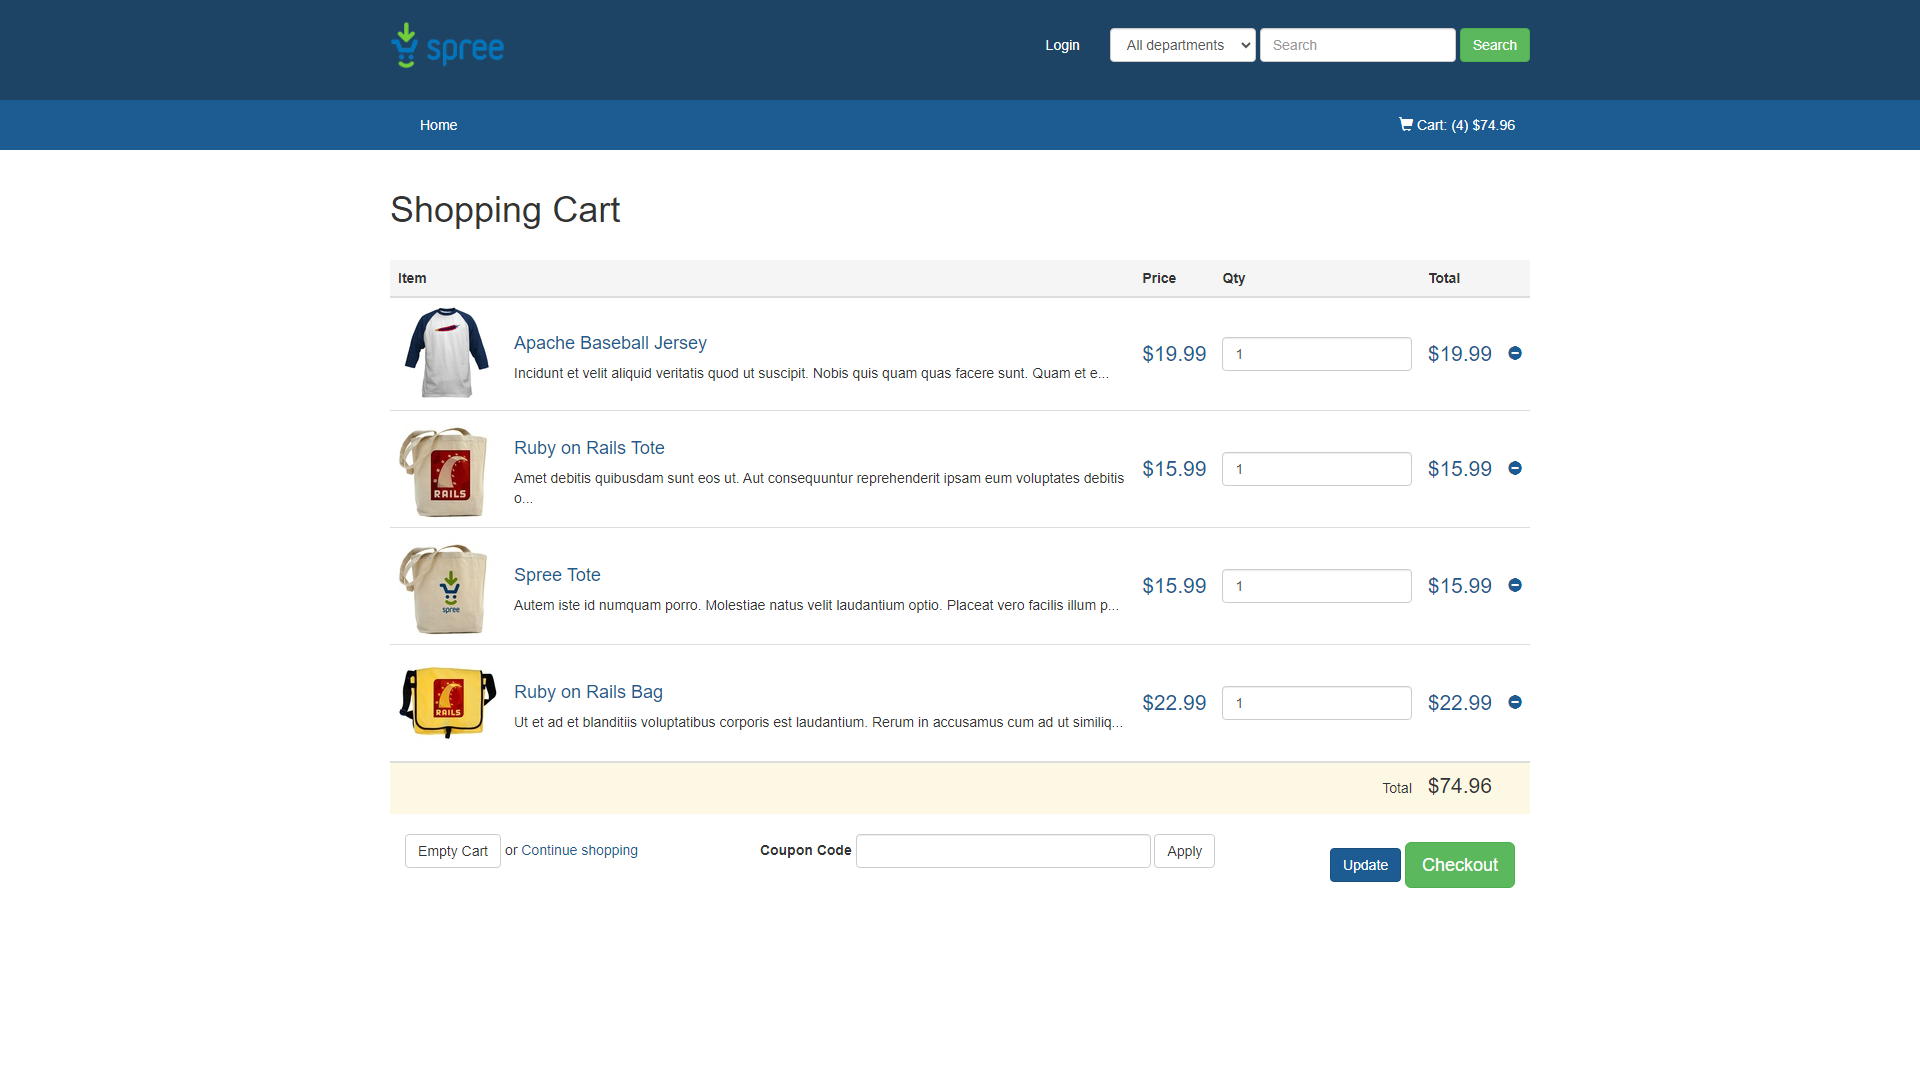 spree
Login
All departments
Search
Search
Home
Cart: (4) $74.96
Shopping Cart
Item Price Qty Total
Apache Baseball Jersey
Incidunt et velit aliquid veritatis quod ut suscipit. Nobis quis quam quas facere sunt. Quam et e...
$19.99 1 $19.99
RAILS
Ruby on Rails Tote
Amet debitis quibusdam sunt eos ut. Aut consequuntur reprehenderit ipsam eum voluptates debitis
o...
$15.99 1 $15.99
spree
Spree Tote
Autem iste id numquam porro. Molestiae natus velit laudantium optio. Placeat vero facilis illum p...
$15.99 1 $15.99
RAILS
Ruby on Rails Bag
Ut et ad et blanditiis voluptatibus corporis est laudantium. Rerum in accusamus cum ad ut similiq...
$22.99 1 $22.99
Total $74.96
Empty Cart or Continue shopping
Coupon Code
Apply
Update
Checkout